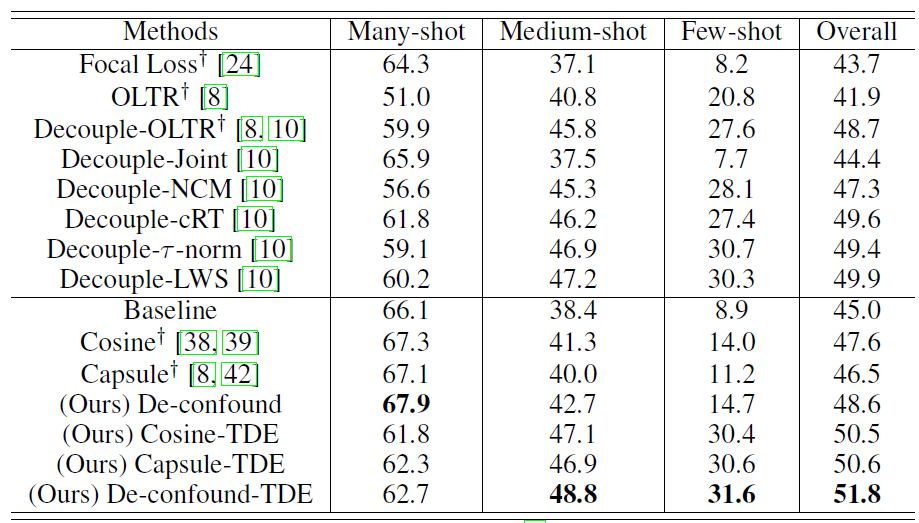 Methods Many-shot Medium-shot Few-shot Overall
Focal Loss† [24] 64.3 37.1 8.2 43.7
OLTR† [8] 51.0 40.8 20.8 41.9
Decouple-OLTR† [8, 10] 59.9 45.8 27.6 48.7
Decouple-Joint [10] 65.9 37.5 7.7 44.4
Decouple-NCM [10] 56.6 45.3 28.1 47.3
Decouple-cRT [10] 61.8 46.2 27.4 49.6
Decouple-τ-norm [10] 59.1 46.9 30.7 49.4
Decouple-LWS [10] 60.2 47.2 30.3 49.9
Baseline 66.1 38.4 8.9 45.0
Cosine† [38, 39] 67.3 41.3 14.0 47.6
Capsule† [8, 42] 67.1 40.0 11.2 46.5
(Ours) De-confound 67.9 42.7 14.7 48.6
(Ours) Cosine-TDE 61.8 47.1 30.4 50.5
(Ours) Capsule-TDE 62.3 46.9 30.6 50.6
(Ours) De-confound-TDE 62.7 48.8 31.6 51.8